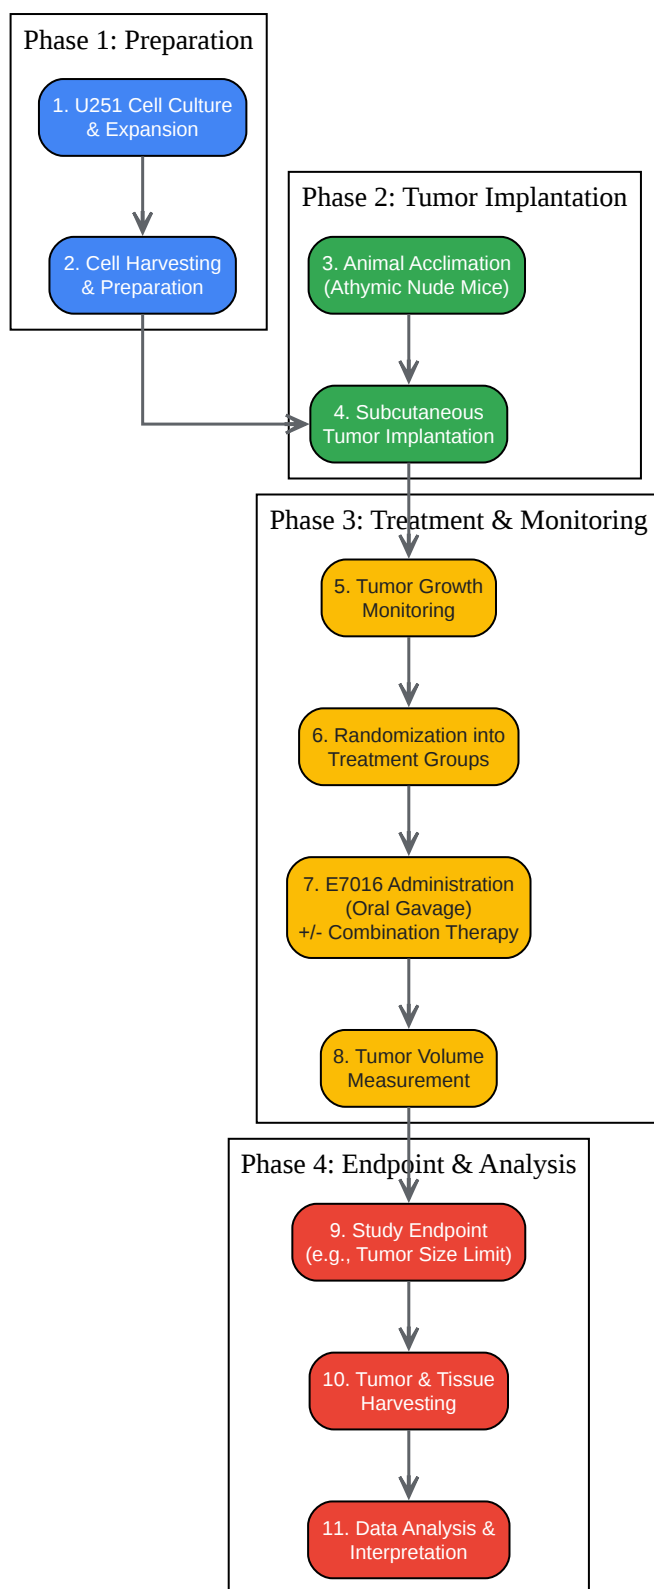 Phase 1: Preparation
1. U251 Cell Culture
& Expansion
2. Cell Harvesting
& Preparation
Phase 2: Tumor Implantation
3. Animal Acclimation
(Athymic Nude Mice)
4. Subcutaneous
Tumor Implantation
Phase 3: Treatment & Monitoring
5. Tumor Growth
Monitoring
6. Randomization into
Treatment Groups
7. E7016 Administration
(Oral Gavage)
+/- Combination Therapy
8. Tumor Volume
Measurement
Phase 4: Endpoint & Analysis
9. Study Endpoint
(e.g., Tumor Size Limit)
10. Tumor & Tissue
Harvesting
11. Data Analysis &
Interpretation